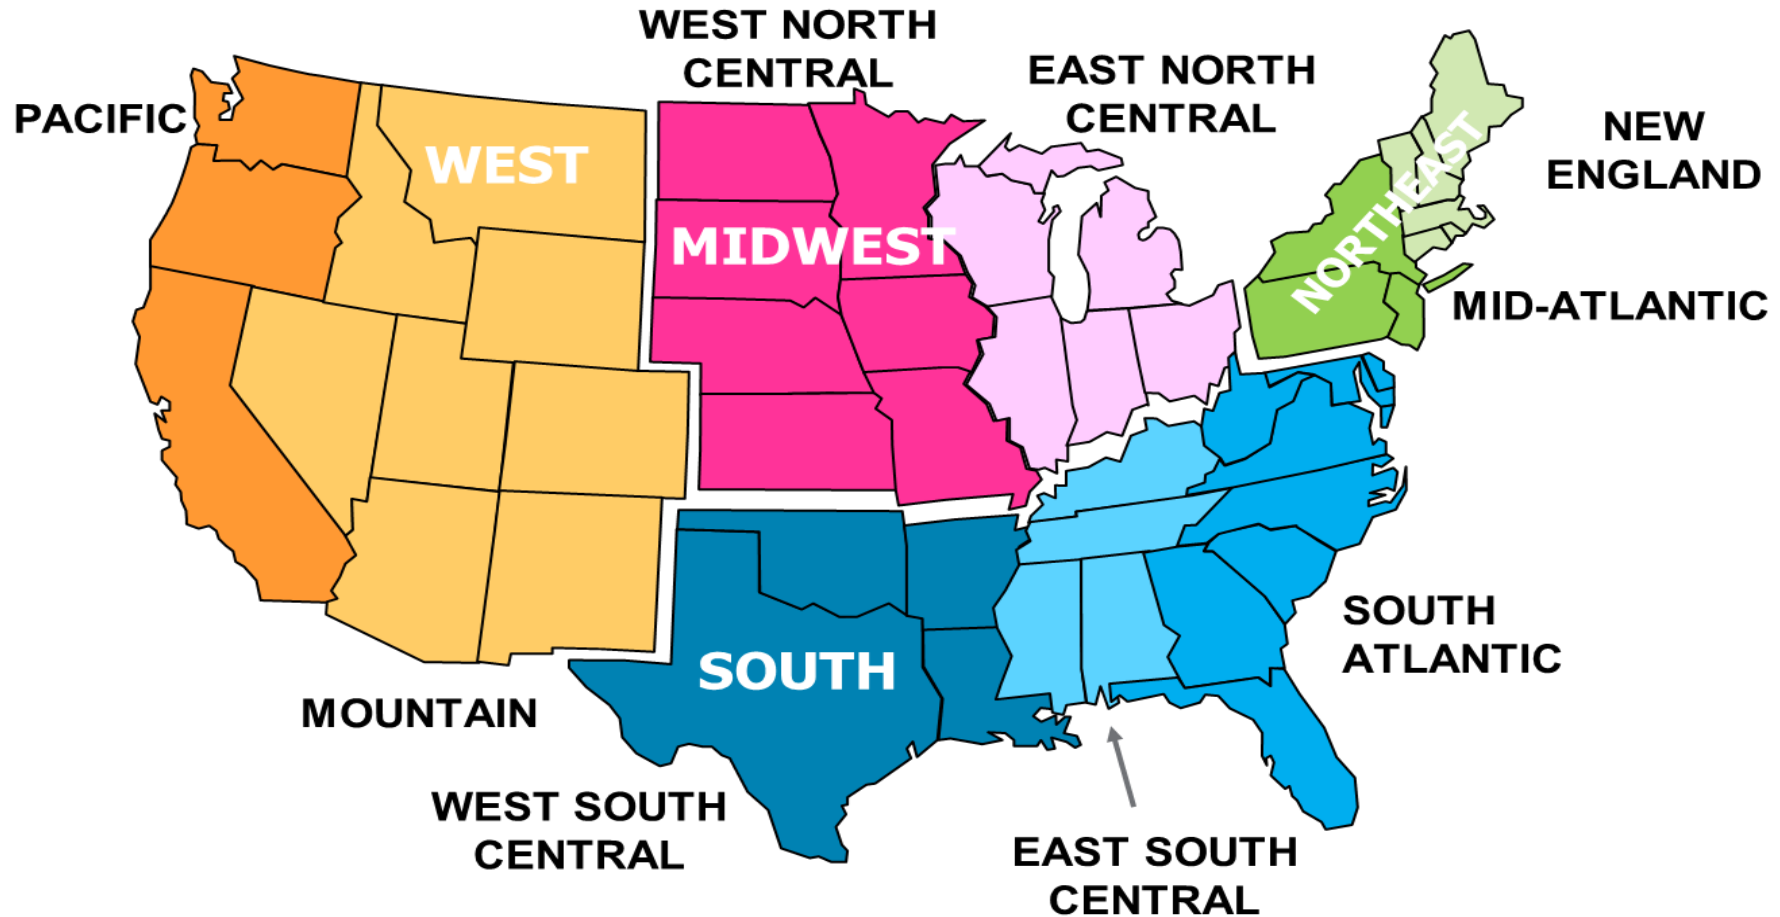 WEST NORTH
CENTRAL
EAST NORTH
CENTRAL
PACIFIC
NEW
ENGLAND
WEST
MIDWEST
NORTHEAST
MID-ATLANTIC
SOUTH
SOUTH
ATLANTIC
MOUNTAIN
WEST SOUTH
CENTRAL
EAST SOUTH
CENTRAL